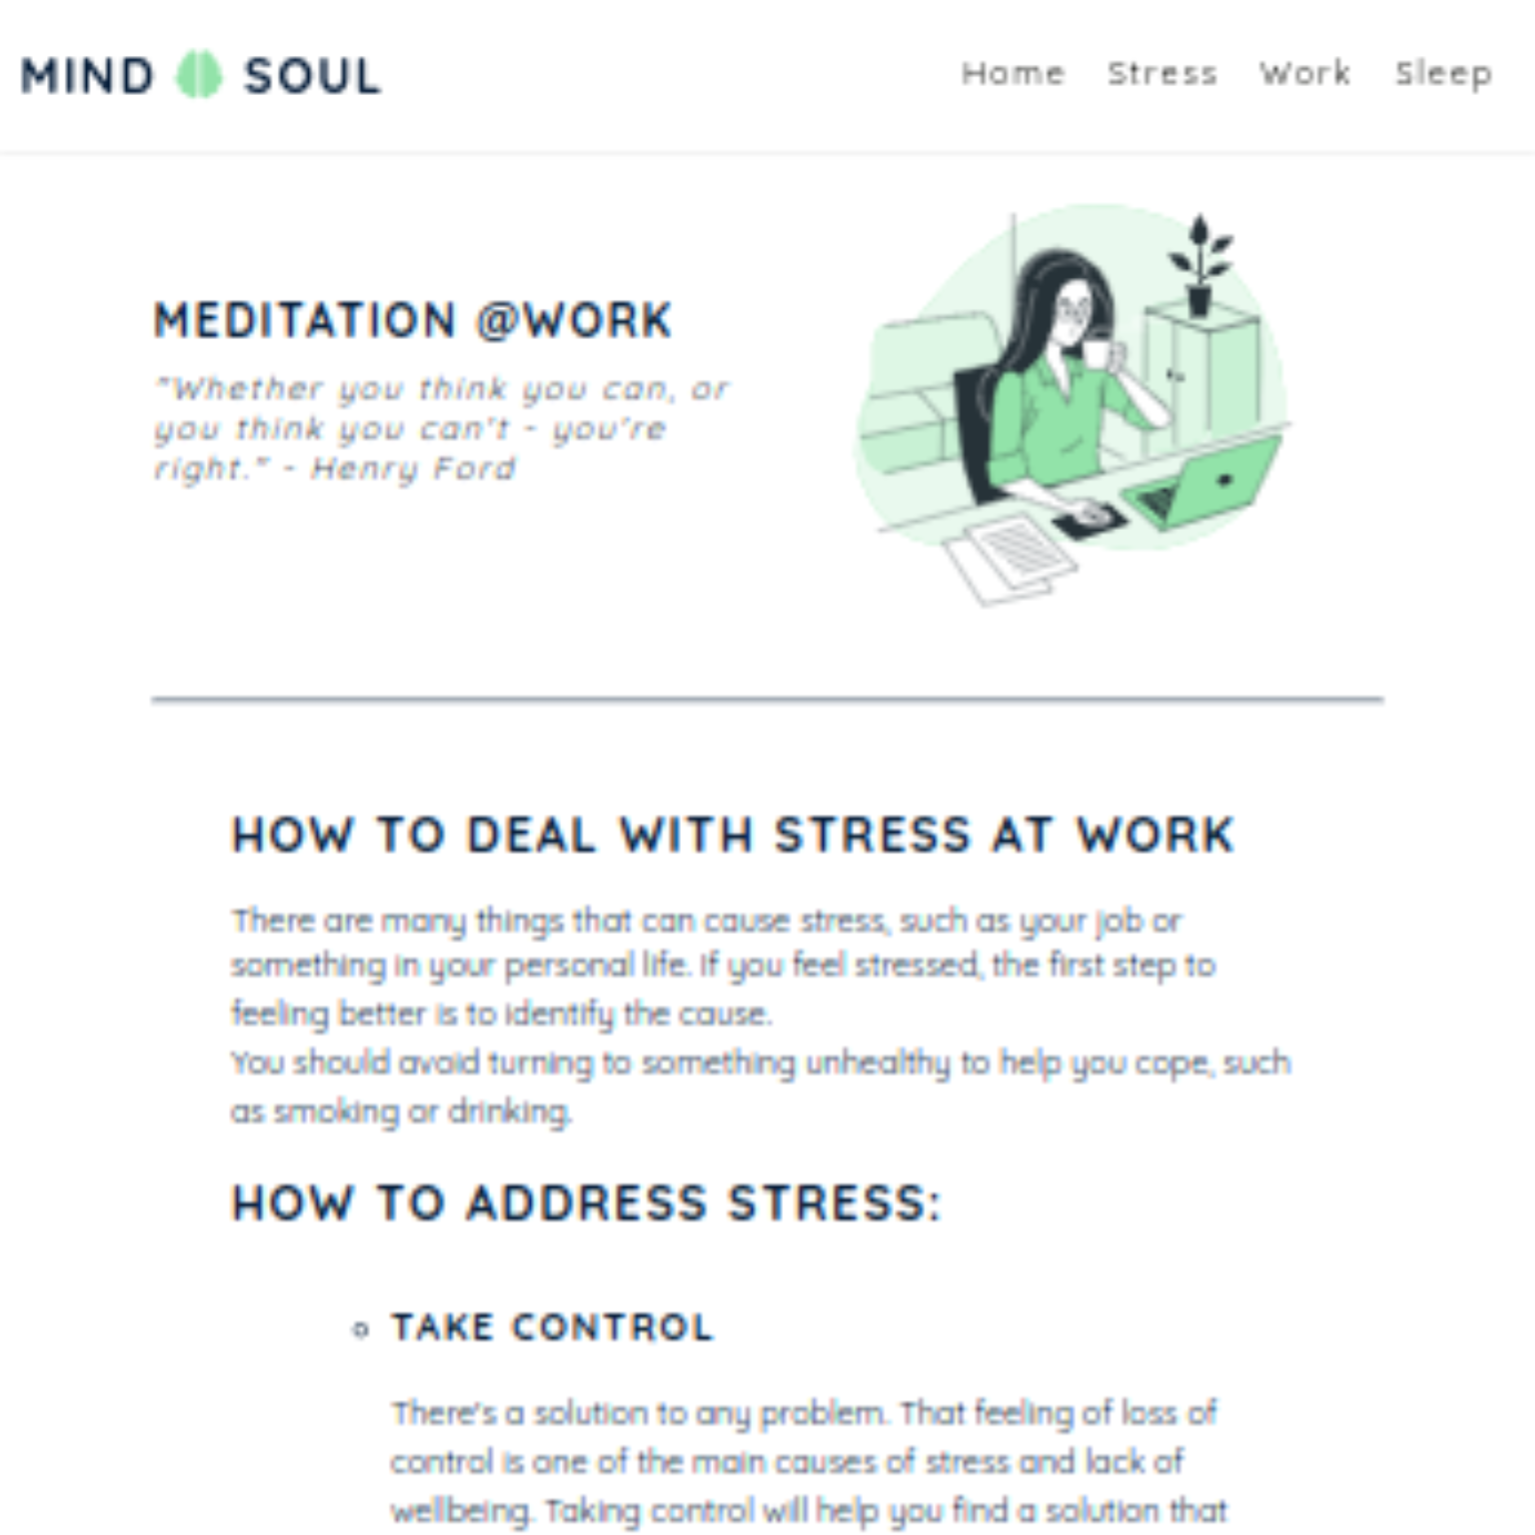 MIND SOUL
Home Stress Work Sleep
MEDITATION @WORK
"Whether you think you can, or
you think you can't - you're
right." - Henry Ford
HOW TO DEAL WITH STRESS AT WORK
There are many things that can cause stress, such as your job or
something in your personal life. If you feel stressed, the first step to
feeling better is to identify the cause.
You should avoid turning to something unhealthy to help you cope, such
as smoking or drinking.
HOW TO ADDRESS STRESS:
TAKE CONTROL
There's a solution to any problem. That feeling of loss of
control is one of the main causes of stress and lack of
wellbeing. Taking control will help you find a solution that